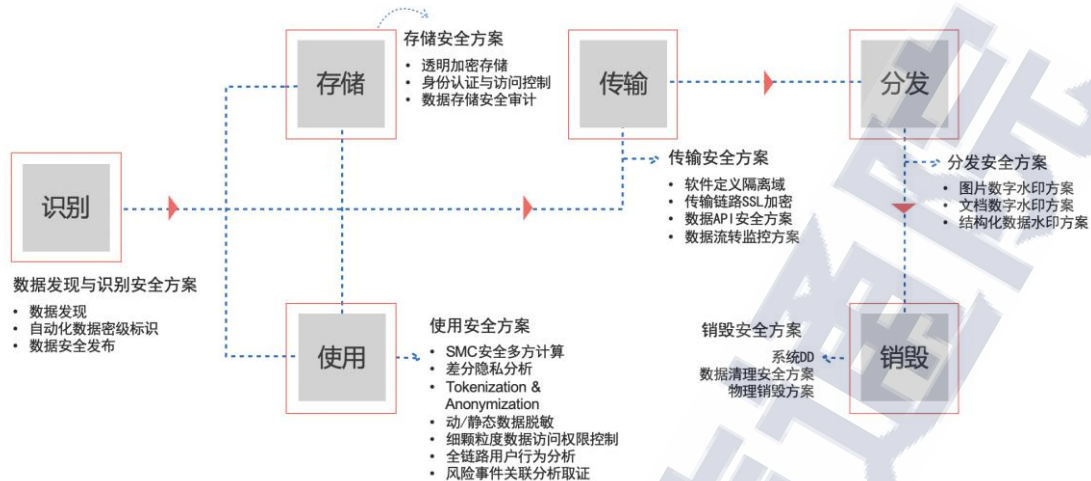 识别
数据发现与识别安全方案
• 数据发现
• 自动化数据密级标识
• 数据安全发布
存储
存储安全方案
• 透明加密存储
• 身份认证与访问控制
• 数据存储安全审计
使用
使用安全方案
• SMC安全多方计算
• 差分隐私分析
• Tokenization &
Anonymization
• 动/静态数据脱敏
• 细颗粒度数据访问权限控制
• 全链路用户行为分析
• 风险事件关联分析取证
传输
传输安全方案
• 软件定义隔离域
• 传输链路SSL加密
• 数据API安全方案
• 数据流转监控方案
分发
分发安全方案
• 图片数字水印方案
• 文档数字水印方案
• 结构化数据水印方案
销毁
销毁安全方案
系统DD
数据清理安全方案
物理销毁方案